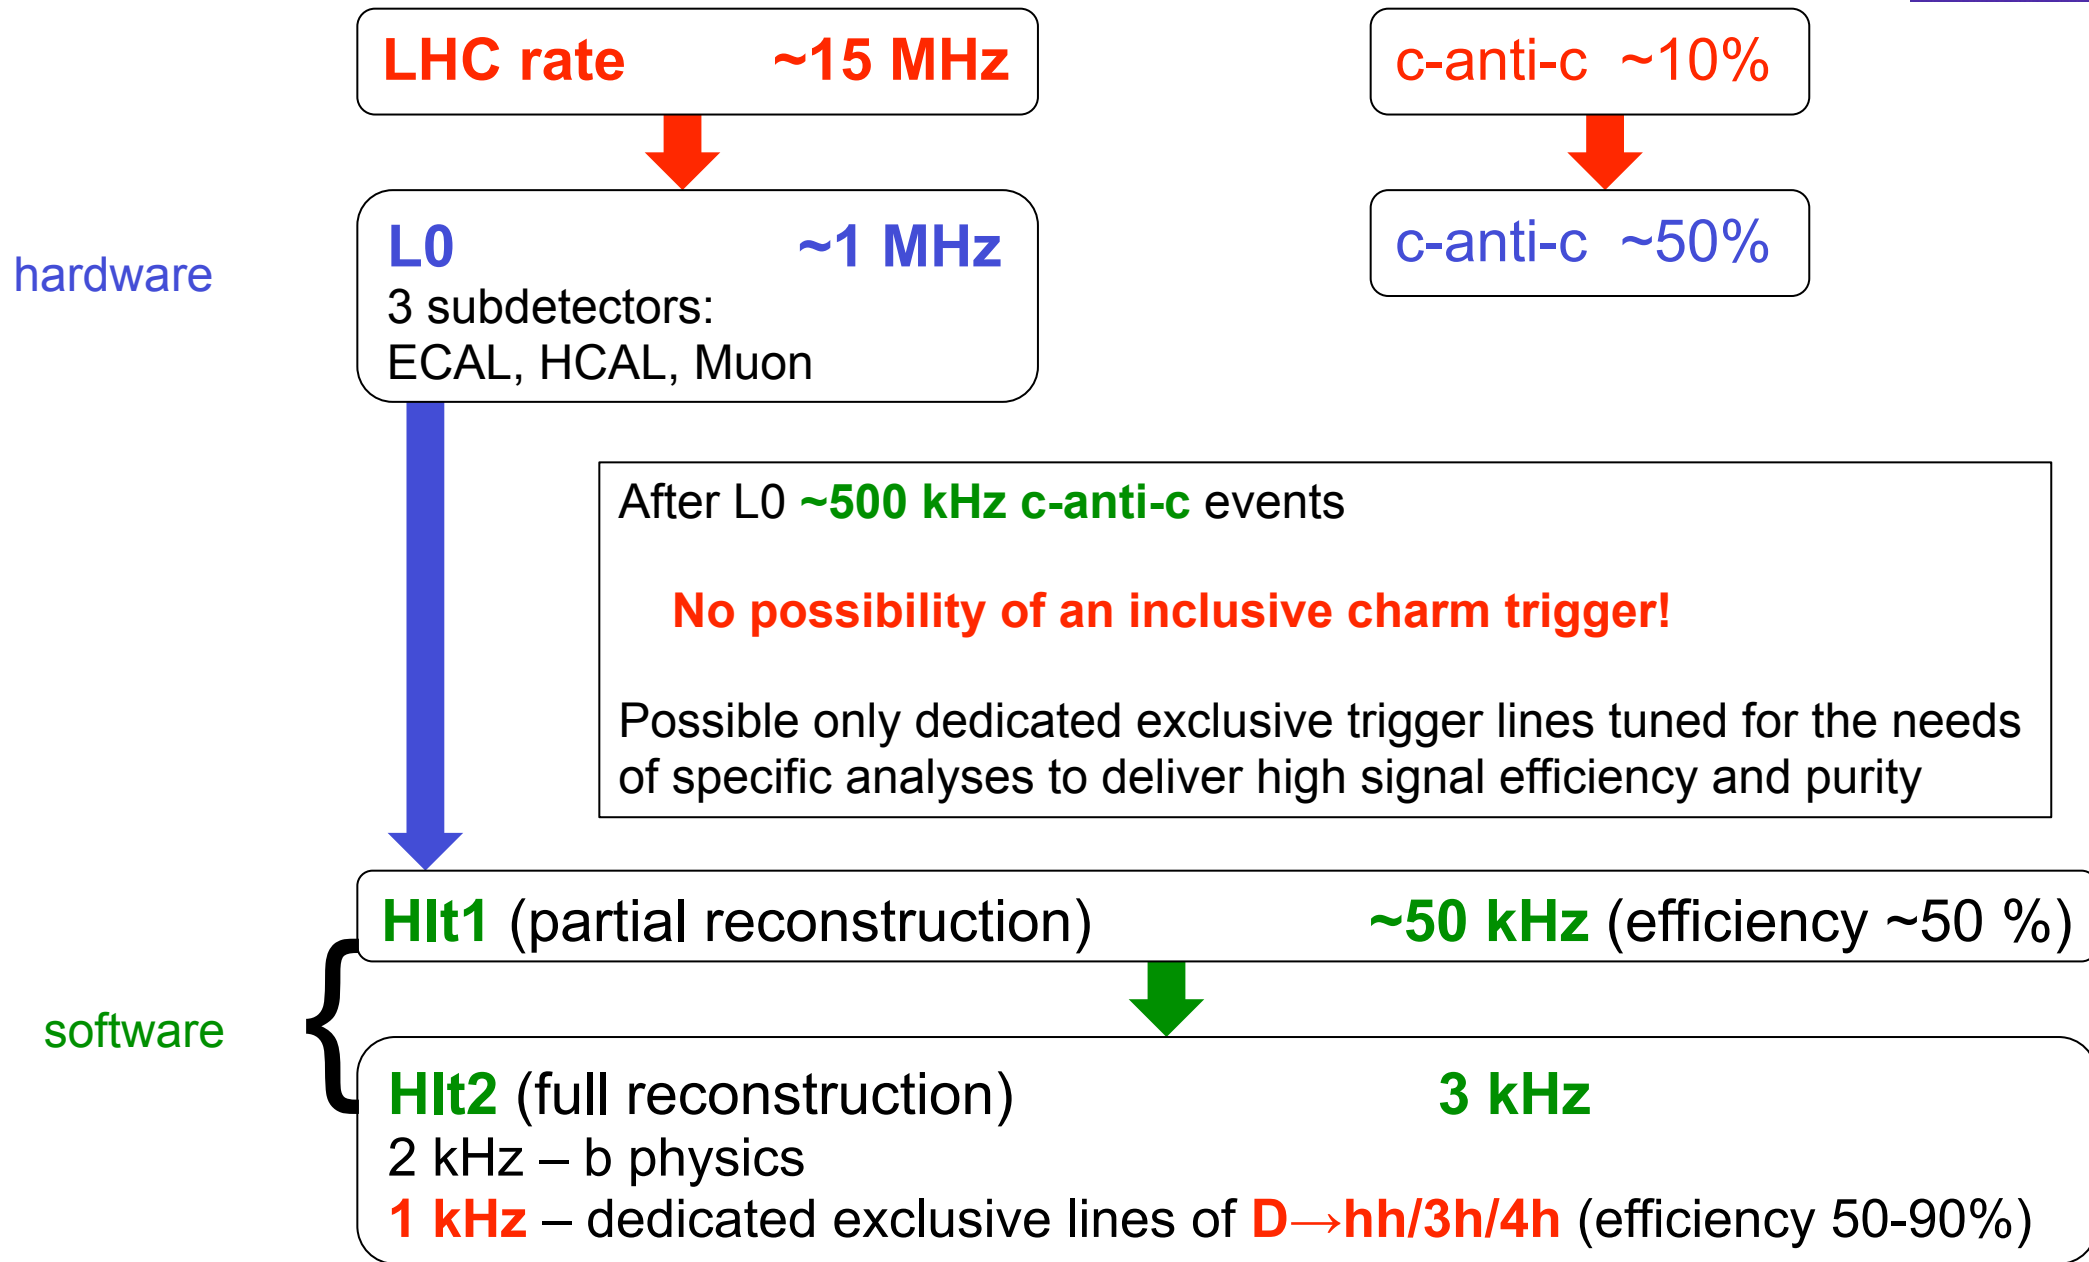 LHC rate ~15 MHz
c-anti-c ~10%
hardware
L0 ~1 MHz
3 subdetectors:
ECAL, HCAL, Muon
c-anti-c ~50%
After L0 ~500 kHz c-anti-c events
No possibility of an inclusive charm trigger!
Possible only dedicated exclusive trigger lines tuned for the needs
of specific analyses to deliver high signal efficiency and purity
software
Hlt1 (partial reconstruction) ~50 kHz (efficiency ~50 %)
Hlt2 (full reconstruction) 3 kHz
2 kHz – b physics
1 kHz – dedicated exclusive lines of D→hh/3h/4h (efficiency 50-90%)